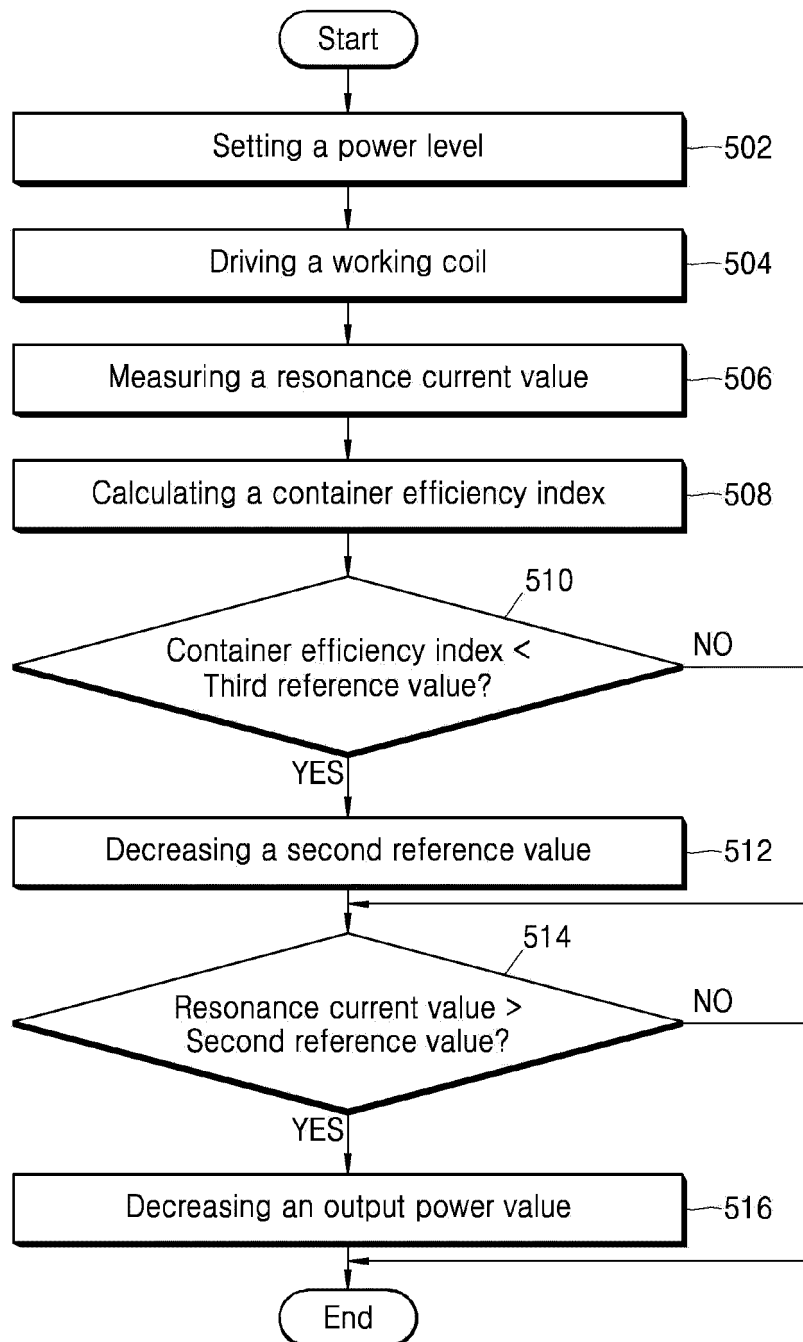 Start
Setting a power level
502
Driving a working coil
504
Measuring a resonance current value
506
Calculating a container efficiency index
508
510
Container efficiency index <
Third reference value?
NO
YES
Decreasing a second reference value
512
514
Resonance current value >
Second reference value?
NO
YES
Decreasing an output power value
516
End